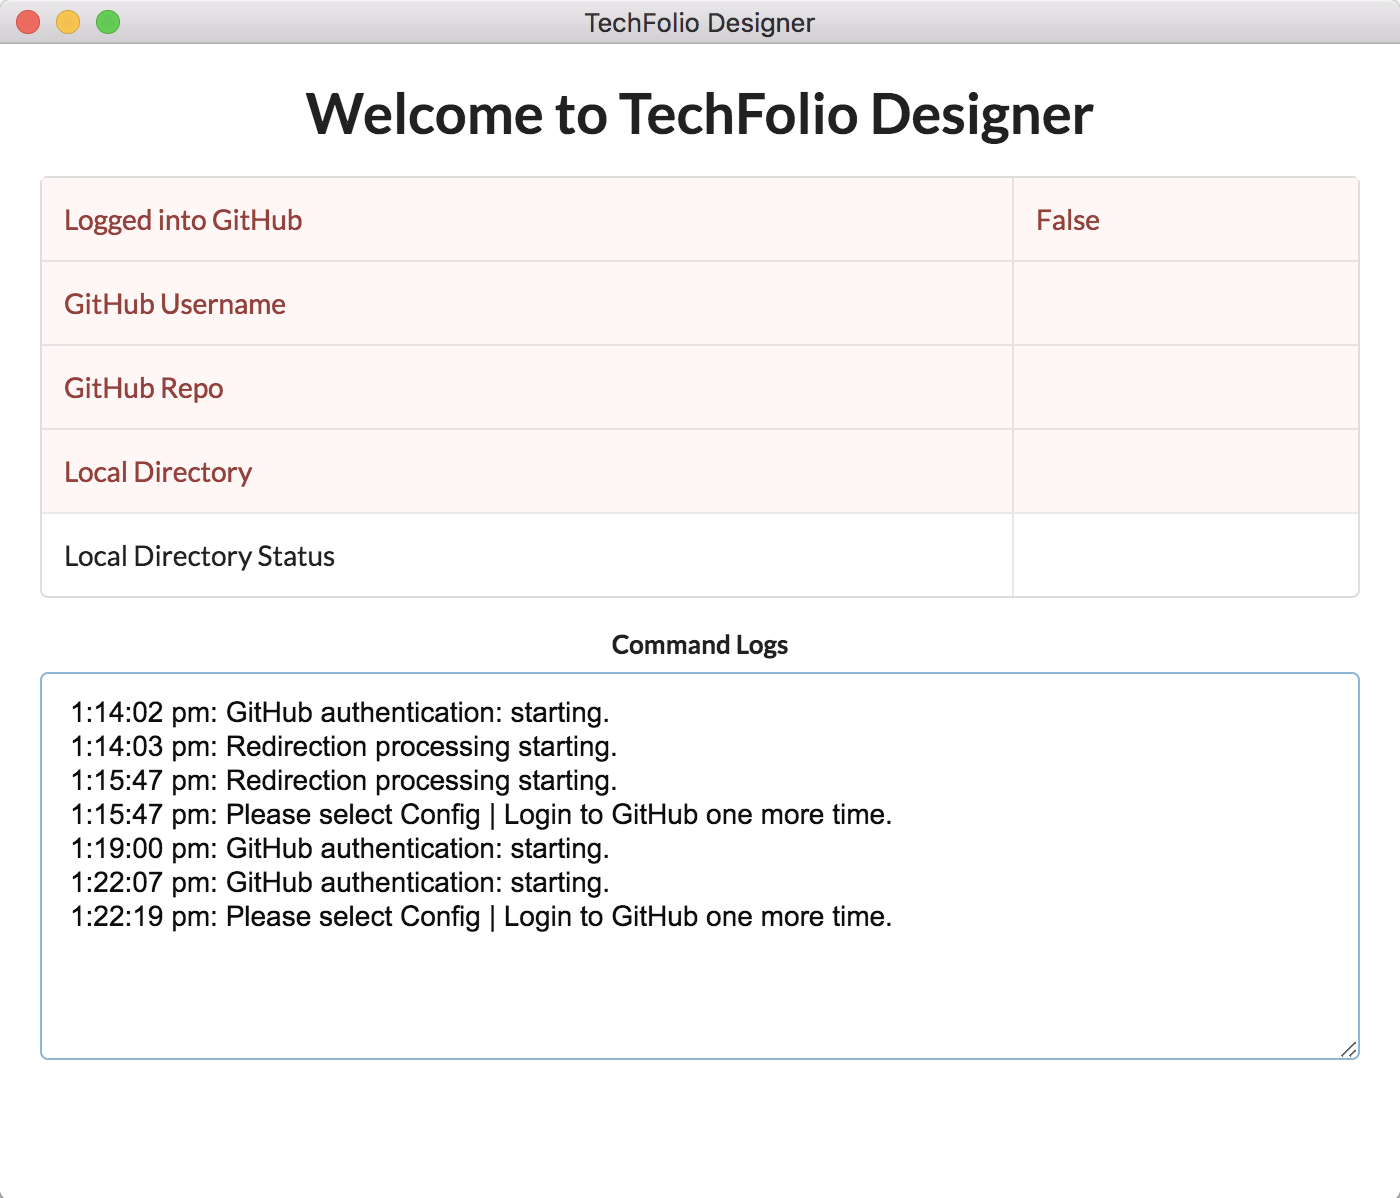 TechFolio Designer
Welcome to TechFolio Designer
Logged into GitHub False
GitHub Username
GitHub Repo
Local Directory
Local Directory Status
Command Logs
1:14:02 pm: GitHub authentication: starting.
1:14:03 pm: Redirection processing starting.
1:15:47 pm: Redirection processing starting.
1:15:47 pm: Please select Config | Login to GitHub one more time.
1:19:00 pm: GitHub authentication: starting.
1:22:07 pm: GitHub authentication: starting.
1:22:19 pm: Please select Config | Login to GitHub one more time.